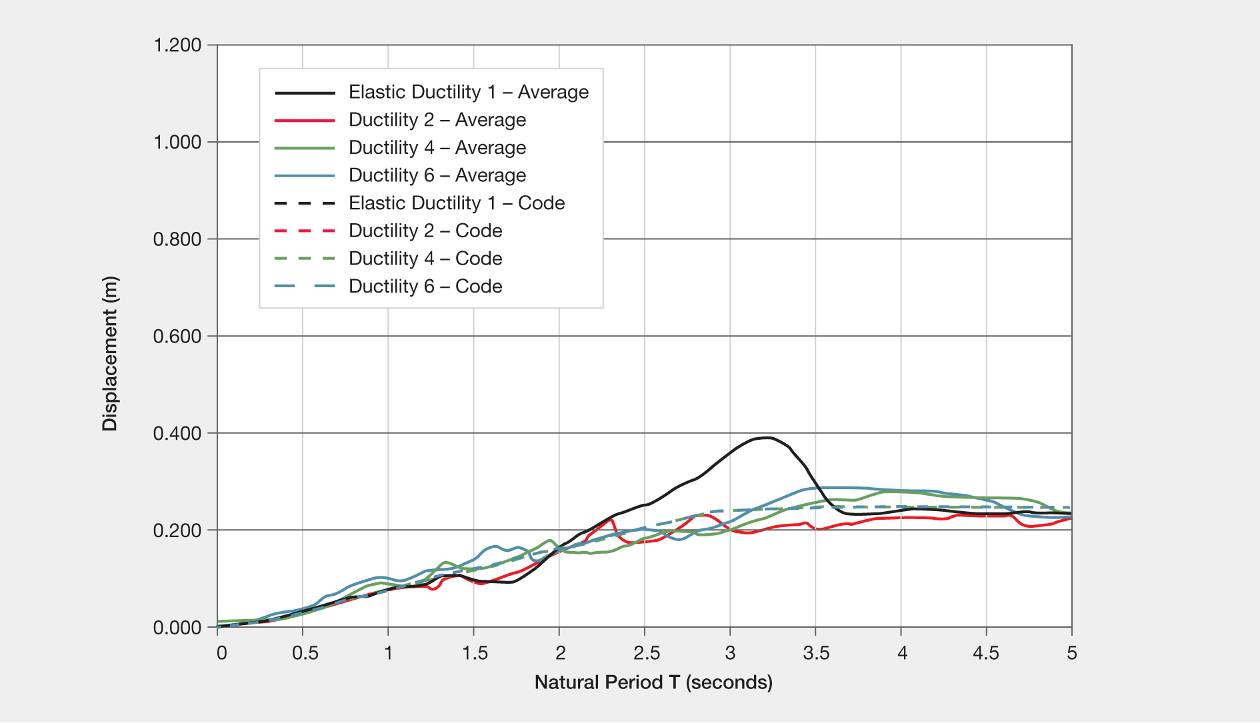 1.200
1.000
0.800
0.600
0.400
0.200
0.000
Displacement (m)
Elastic Ductility 1 – Average
Ductility 2 – Average
Ductility 4 – Average
Ductility 6 – Average
Elastic Ductility 1 – Code
Ductility 2 – Code
Ductility 4 – Code
Ductility 6 – Code
0 0.5 1 1.5 2 2.5 3 3.5 4 4.5 5
Natural Period T (seconds)